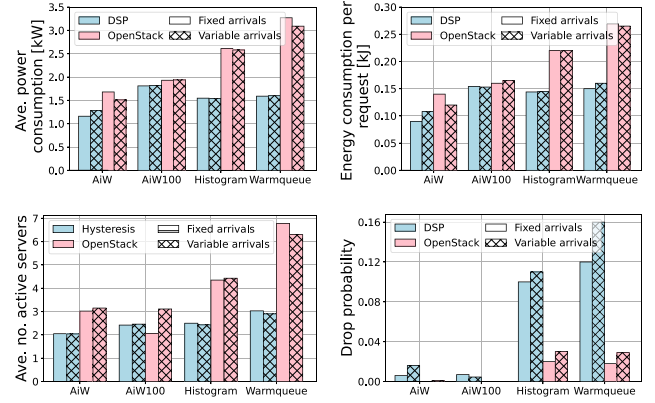 Ave. power
consumption [kW]
3.5
3.0
2.5
2.0
1.5
1.0
0.5
0.0
DSP
OpenStack
Fixed arrivals
Variable arrivals
AiW
AiW100
Histogram
Warmqueue
Energy consumption per
request [kJ]
0.30
0.25
0.20
0.15
0.10
0.05
0.00
DSP
OpenStack
Fixed arrivals
Variable arrivals
AiW
AiW100
Histogram
Warmqueue
Ave. no. active servers
7
6
5
4
3
2
1
0
Hysteresis
OpenStack
Fixed arrivals
Variable arrivals
AiW
AiW100
Histogram
Warmqueue
Drop probability
0.16
0.12
0.08
0.04
0.00
DSP
OpenStack
Fixed arrivals
Variable arrivals
AiW
AiW100
Histogram
Warmqueue